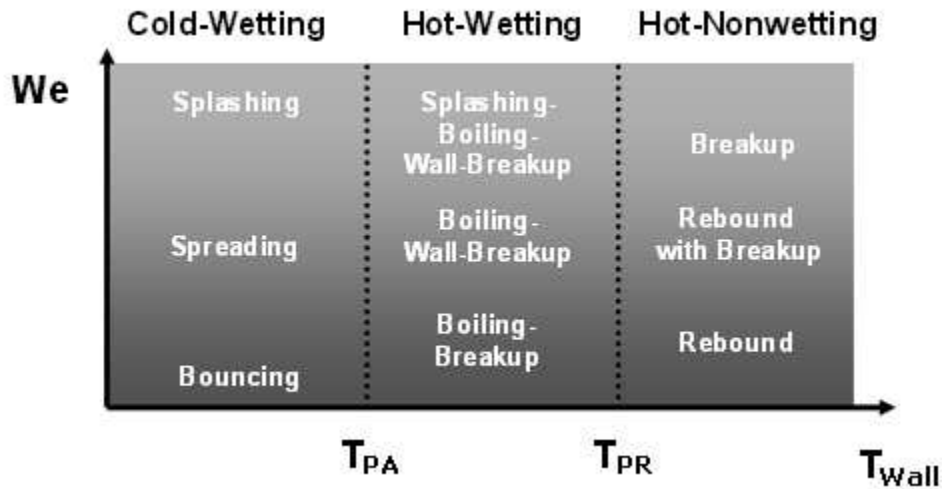 Cold-Wetting
Hot-Wetting
Hot-Nonwetting
We
Splashing
Splashing-
Boiling-
Wall-Breakup
Breakup
Spreading
Boiling-
Wall-Breakup
Rebound
with Breakup
Bouncing
Boiling-
Breakup
Rebound
TPA
TPR
TWall